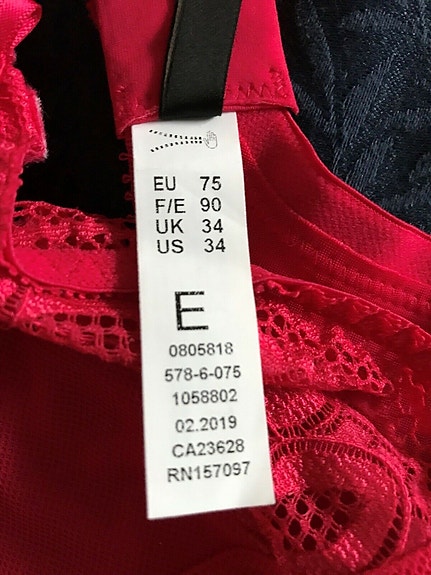 EU 75
F/E 90
UK 34
US 34
E
0805818
578-6-075
1058802
02.2019
CA23628
RN157097